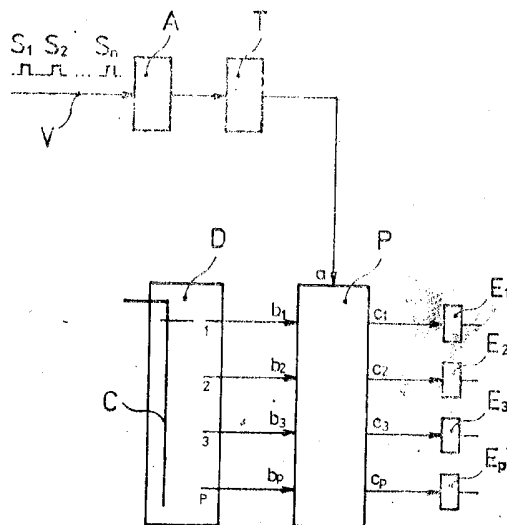 A T
S1 S2 ... Sn
V
D P
a
1 b1 c1 E1
2 b2 c2 E2
C 3 b3 c3 E3
P bp cp Ep